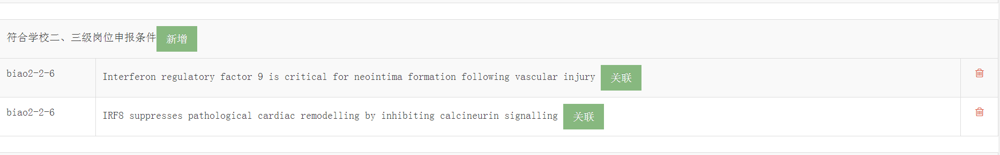 符合学校二、三级岗位申报条件 新增
biao2-2-6 Interferon regulatory factor 9 is critical for neointima formation following vascular injury 关联
biao2-2-6 IRF8 suppresses pathological cardiac remodelling by inhibiting calcineurin signalling 关联